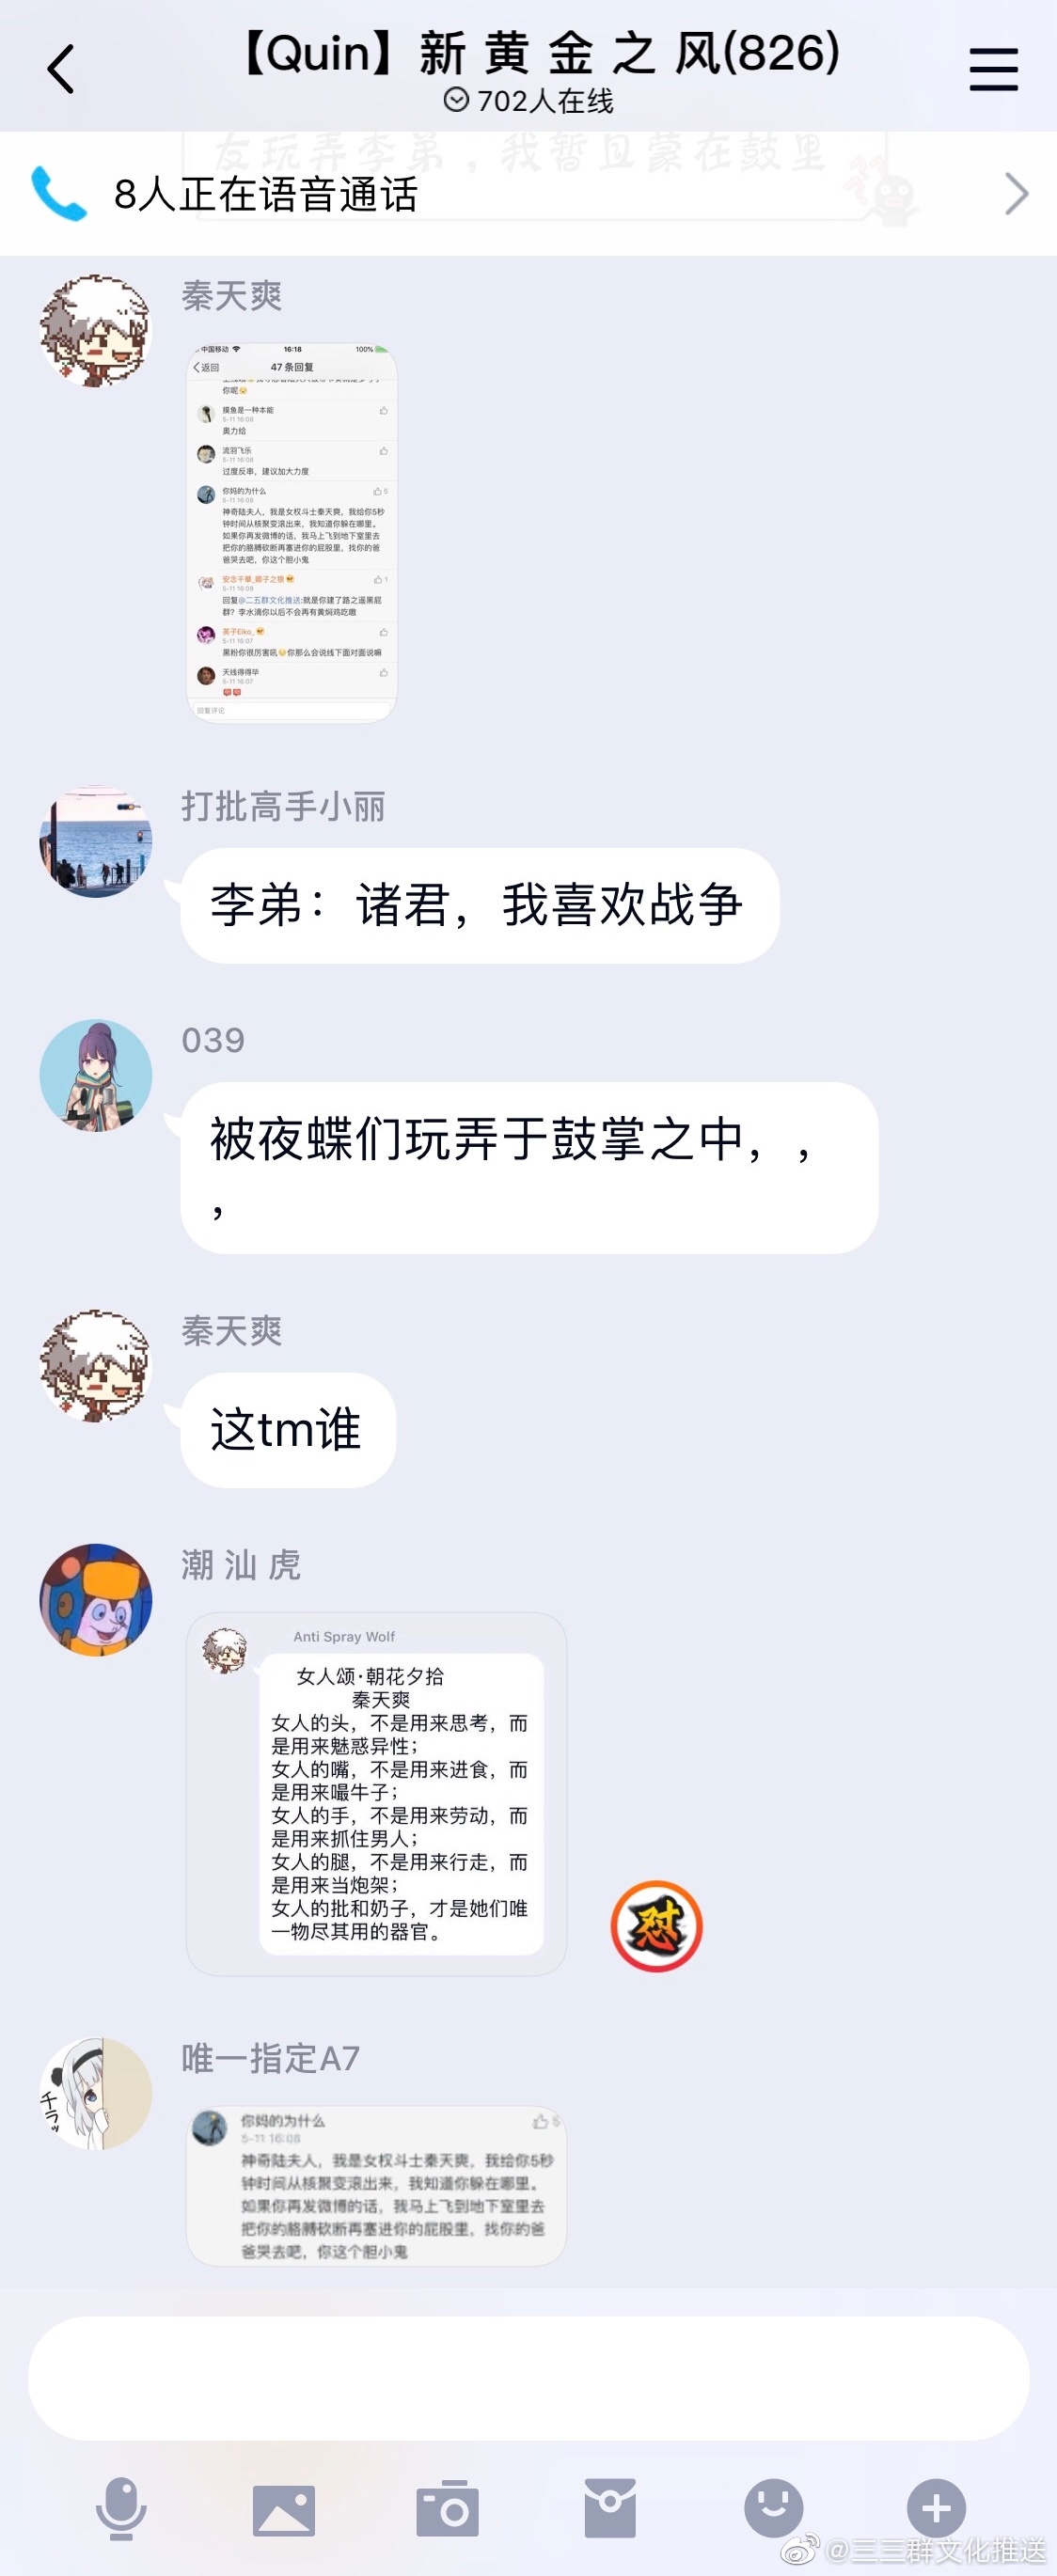 【Quin】新 黄 金 之 风(826)
702人在线
友玩弄李弟，我暂且蒙在鼓里
8人正在语音通话
秦天爽
中国移动 16:18 100%
返回 47 条回复
你呢
摸鱼是一种本能
5-11 16:08
奥力给
流羽飞乐
5-11 16:08
过度反串，建议加大力度
你妈的为什么 5
5-11 16:08
神奇陆夫人，我是女权斗士秦天爽，我给你5秒
钟时间从核聚变滚出来，我知道你躲在哪里。
如果你再发微博的话，我马上飞到地下室里去
把你的胳膊砍断再塞进你的屁股里，找你的爸
爸哭去吧，你这个胆小鬼
安念千華_磁子之狼 1
5-11 16:08
回复@二五群文化推送:就是你建了路之遥黑屁
群？李水滴你以后不会再有黄焖鸡吃嗷
英子Eiko_
5-11 16:07
黑粉你很厉害吼 你那么会说线下面对面说嘛
天线得得毕
5-11 16:07
回复评论
打批高手小丽
李弟：诸君，我喜欢战争
039
被夜蝶们玩弄于鼓掌之中，，
，
秦天爽
这tm谁
潮 汕 虎
Anti Spray Wolf
女人颂·朝花夕拾
秦天爽
女人的头，不是用来思考，而
是用来魅惑异性；
女人的嘴，不是用来进食，而
是用来嘬牛子；
女人的手，不是用来劳动，而
是用来抓住男人；
女人的腿，不是用来行走，而
是用来当炮架；
女人的批和奶子，才是她们唯
一物尽其用的器官。
怼
唯一指定A7
チラッ
你妈的为什么 5
5-11 16:08
神奇陆夫人，我是女权斗士秦天爽，我给你5秒
钟时间从核聚变滚出来，我知道你躲在哪里。
如果你再发微博的话，我马上飞到地下室里去
把你的胳膊砍断再塞进你的屁股里，找你的爸
爸哭去吧，你这个胆小鬼
@三三群文化推送